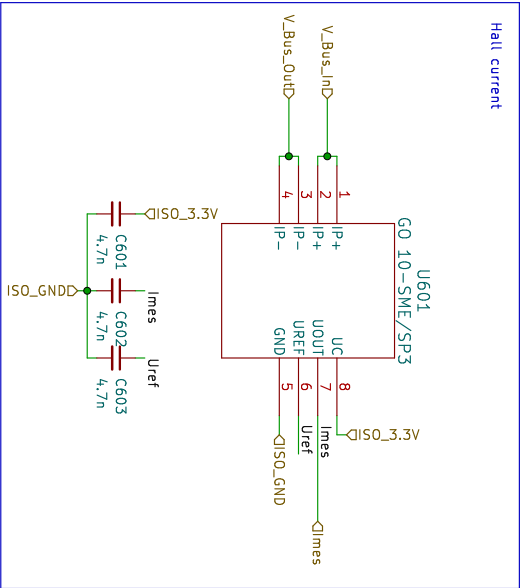 Hall current
V_Bus_In
V_Bus_Out
1
2
3
4
IP+
IP+
IP-
IP-
U601
GO 10-SME/SP3
UC
UOUT
UREF
GND
8
7
6
5
ISO_3.3V
Imes
Uref
ISO_GND
Imes
ISO_3.3V
C601
4.7n
Imes
C602
4.7n
Uref
C603
4.7n
ISO_GND